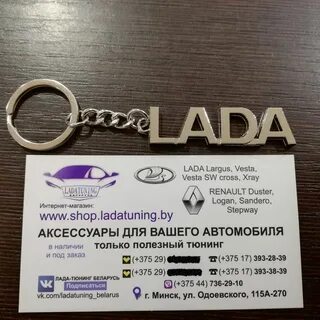 LADA
LADATUNING
LADA Largus, Vesta,
Vesta SW cross, Xray
RENAULT Duster,
Logan, Sandero,
Stepway
Интернет-магазин:
www.shop.ladatuning.by
АКСЕССУАРЫ ДЛЯ ВАШЕГО АВТОМОБИЛЯ
только полезный тюнинг
в наличии
и под заказ
(+375 29)
(+375 17) 393-28-39
(+375 29)
(+375 17) 393-38-39
(+375 44) 736-29-10
ЛАДА-ТЮНИНГ БЕЛАРУСЬ
Подписаться
vk.com/ladatuning_belarus
г. Минск, ул. Одоевского, 115А-270